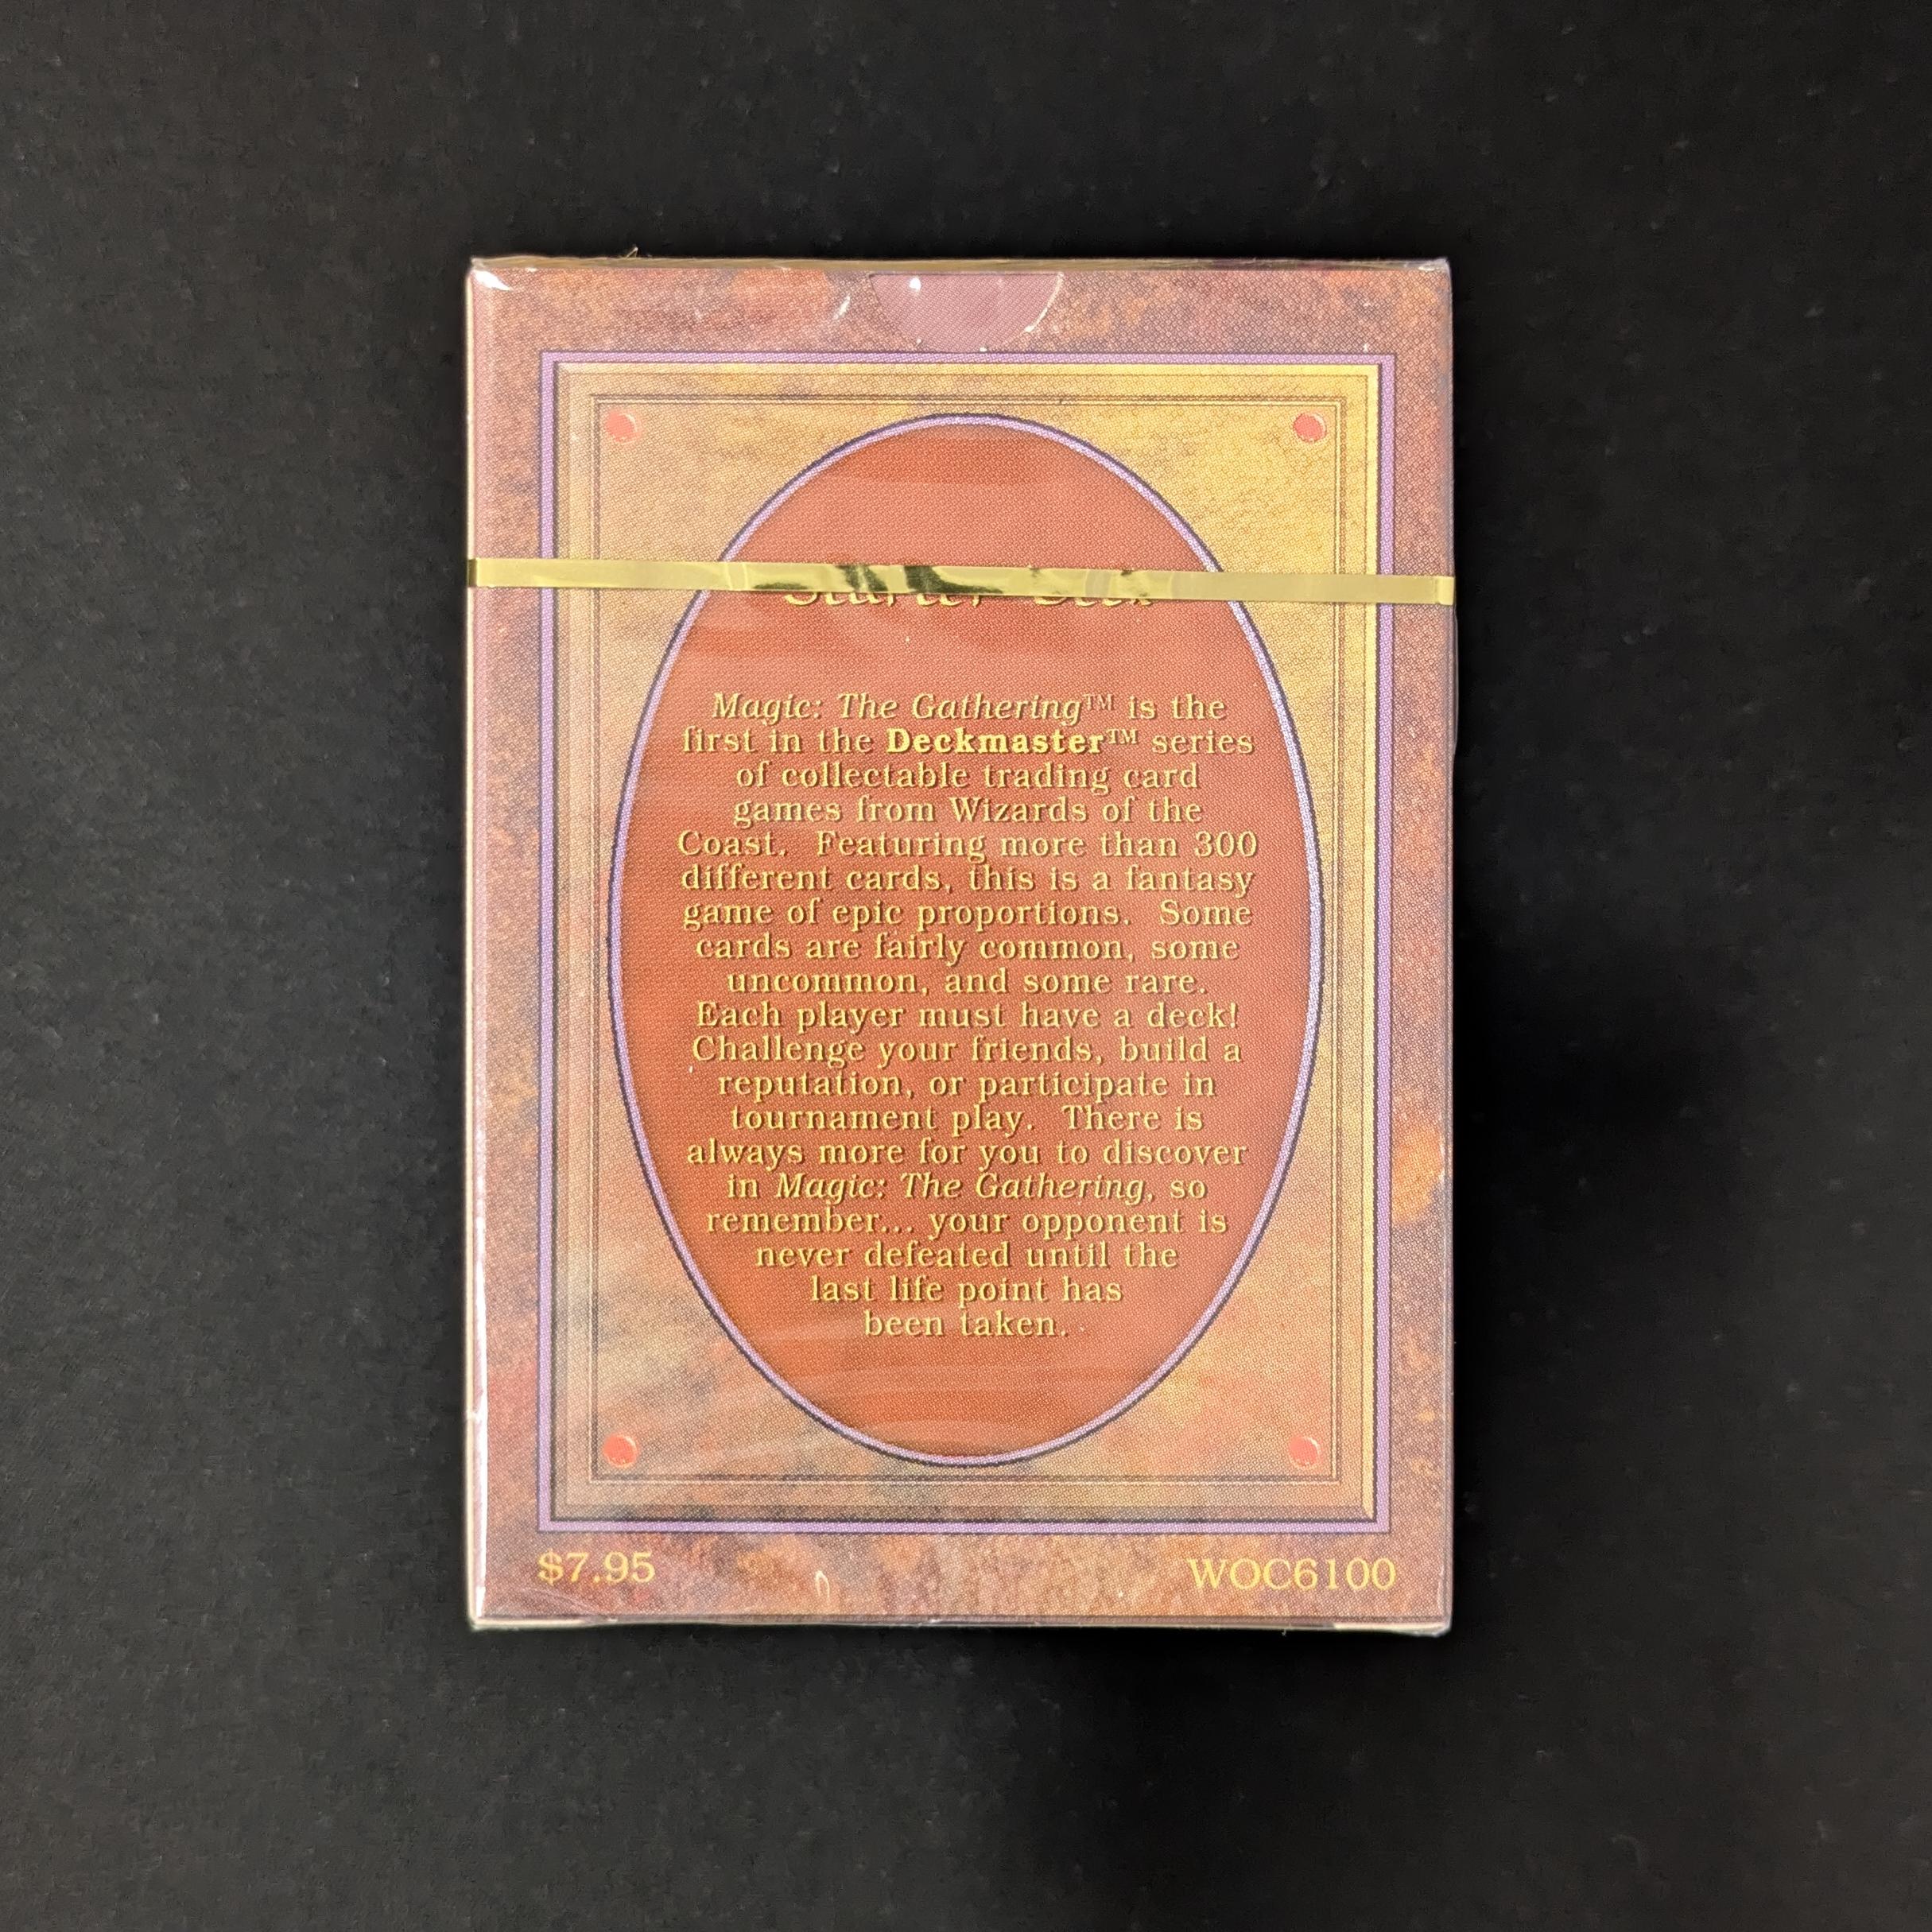 Starter Deck
Magic: The Gathering™ is the
first in the Deckmaster™ series
of collectable trading card
games from Wizards of the
Coast. Featuring more than 300
different cards, this is a fantasy
game of epic proportions. Some
cards are fairly common, some
uncommon, and some rare.
Each player must have a deck!
Challenge your friends, build a
reputation, or participate in
tournament play. There is
always more for you to discover
in Magic: The Gathering, so
remember... your opponent is
never defeated until the
last life point has
been taken.
$7.95 WOC6100